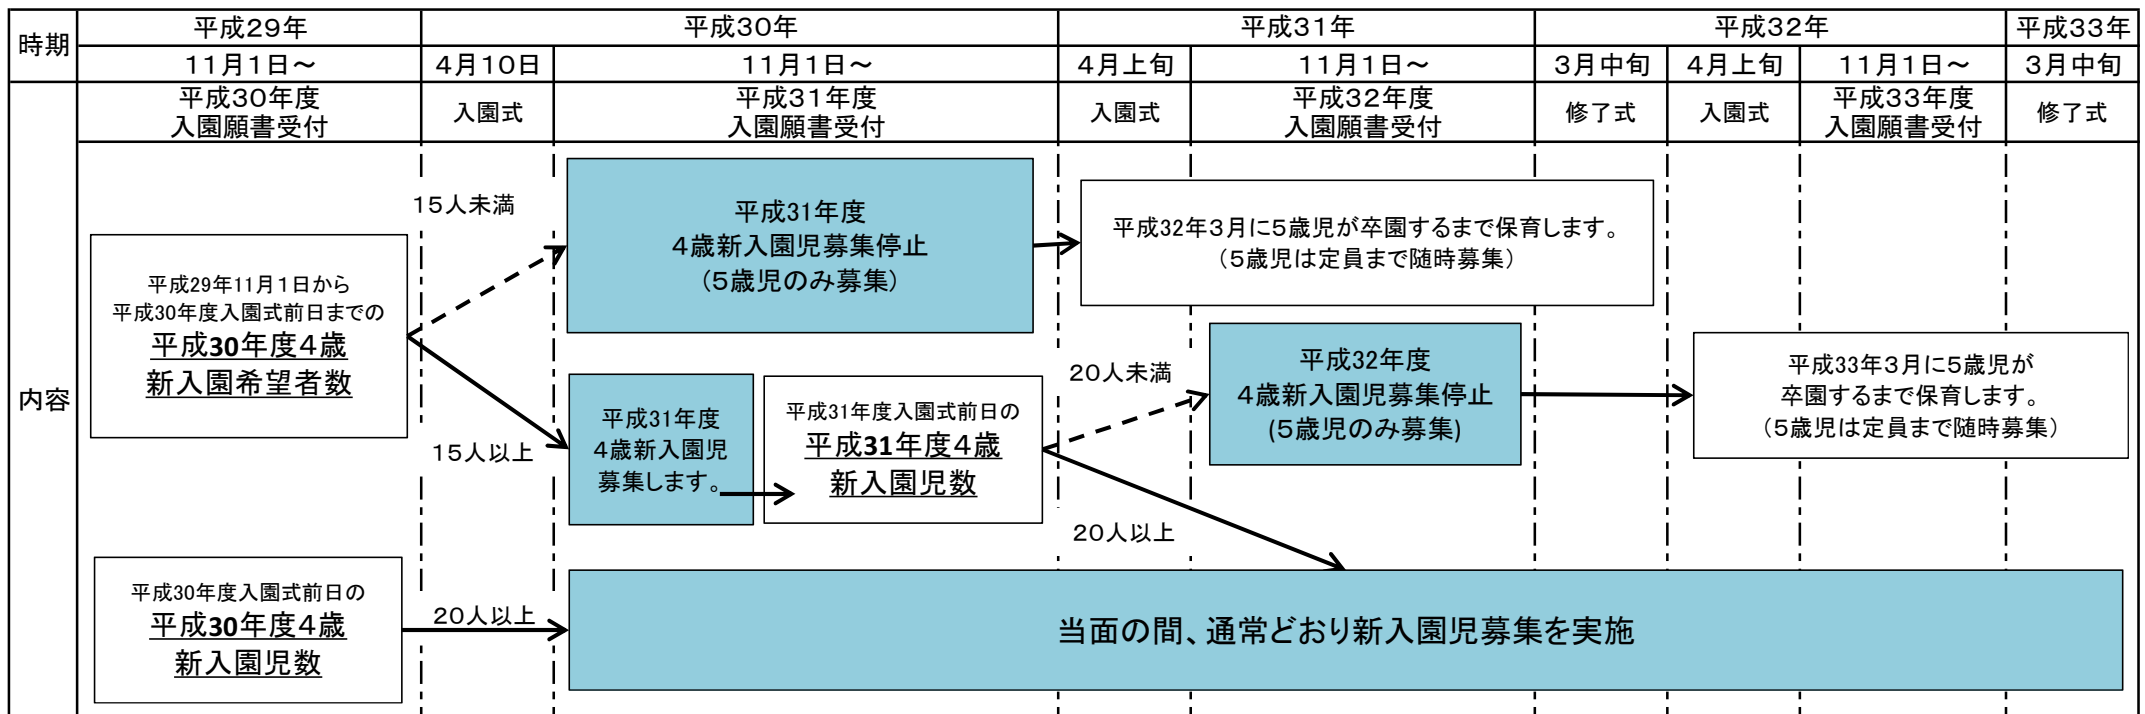 時期
平成29年
平成30年
平成31年
平成32年
平成33年
11月1日～
4月10日
11月1日～
4月上旬
11月1日～
3月中旬
4月上旬
11月1日～
3月中旬
内容
平成30年度
入園願書受付
入園式
平成31年度
入園願書受付
入園式
平成32年度
入園願書受付
修了式
入園式
平成33年度
入園願書受付
修了式
平成29年11月1日から
平成30年度入園式前日までの
平成30年度4歳
新入園希望者数
15人未満
平成31年度
4歳新入園児募集停止
(5歳児のみ募集)
平成32年3月に5歳児が卒園するまで保育します。
(5歳児は定員まで随時募集)
15人以上
平成31年度
4歳新入園児
募集します。
平成31年度入園式前日の
平成31年度4歳
新入園児数
20人未満
平成32年度
4歳新入園児募集停止
(5歳児のみ募集)
平成33年3月に5歳児が
卒園するまで保育します。
(5歳児は定員まで随時募集)
20人以上
平成30年度入園式前日の
平成30年度4歳
新入園児数
20人以上
当面の間、通常どおり新入園児募集を実施